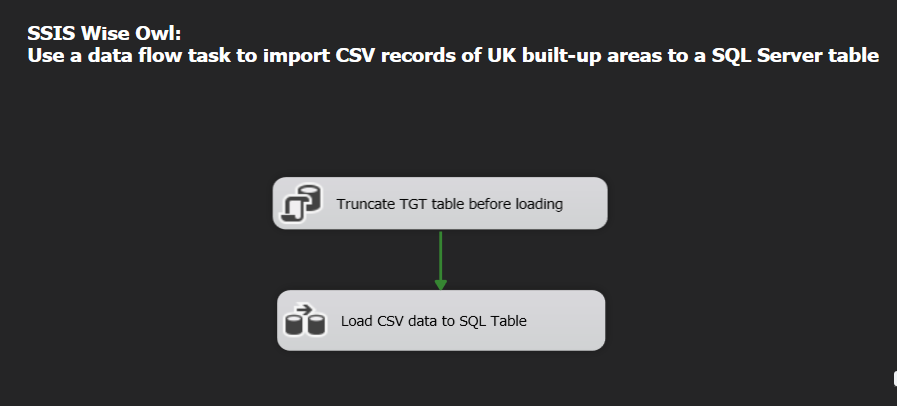 SSIS Wise Owl:
Use a data flow task to import CSV records of UK built-up areas to a SQL Server table
Truncate TGT table before loading
Load CSV data to SQL Table